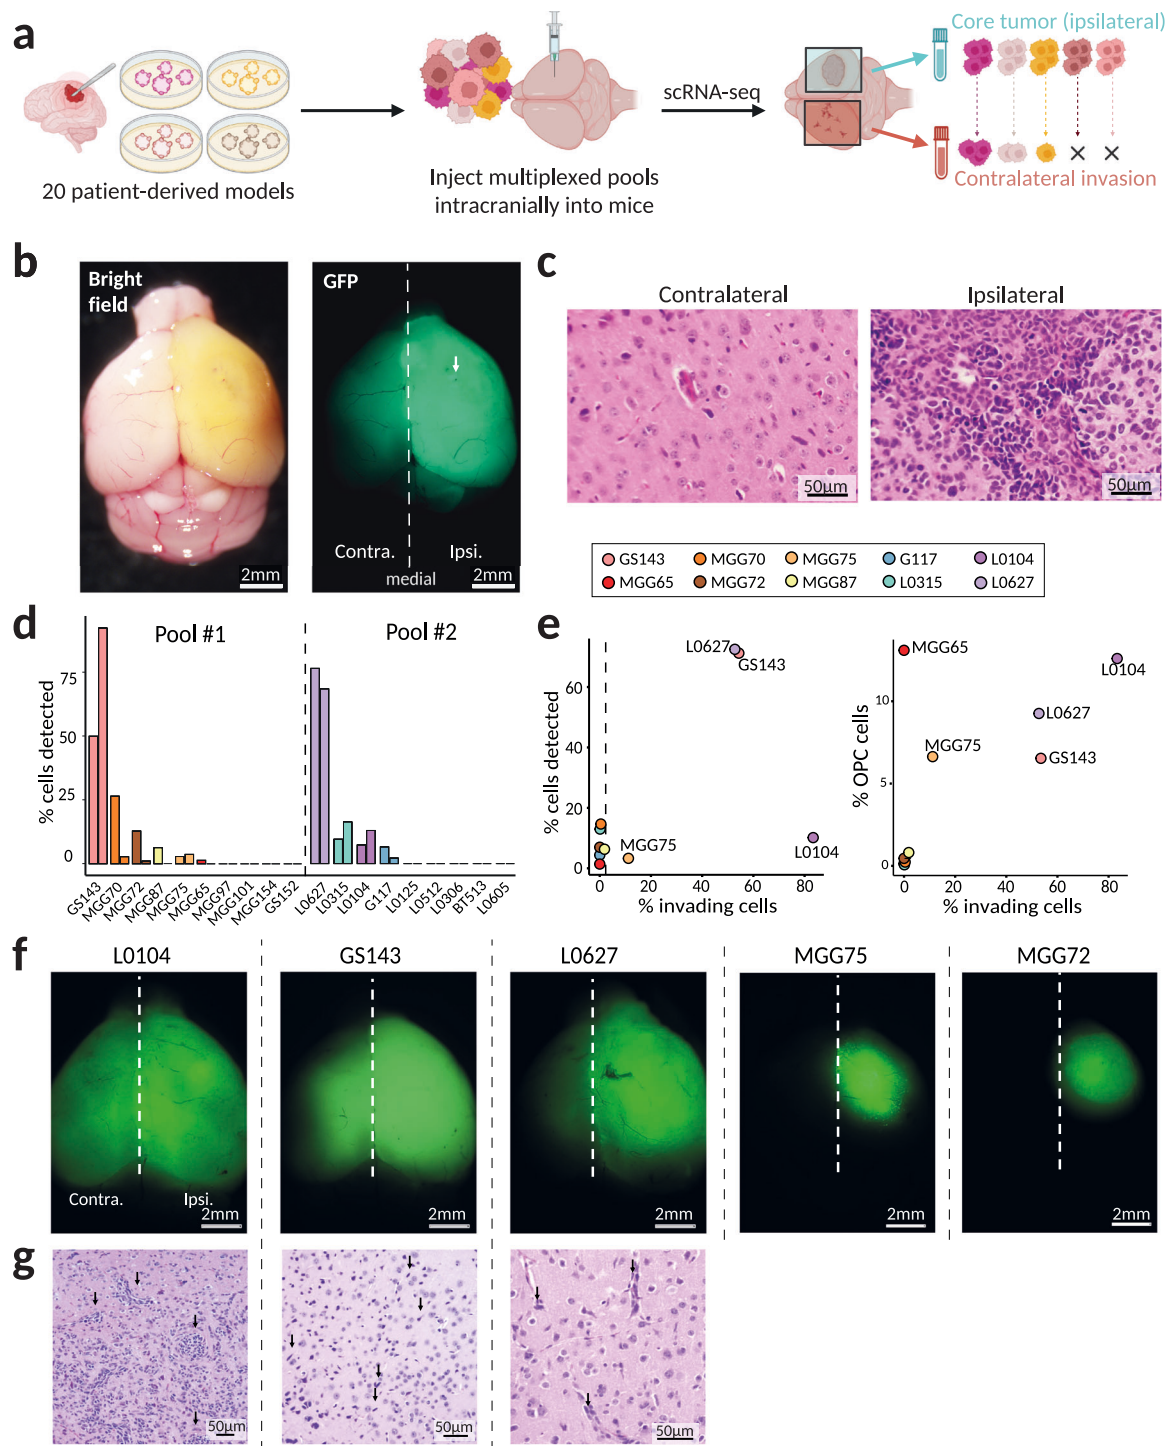 a
20 patient-derived models
Inject multiplexed pools
intracranially into mice
scRNA-seq
Core tumor (ipsilateral)
Contralateral invasion
b
Bright
field
2mm
GFP
Contra.
Ipsi.
medial
2mm
c
Contralateral
Ipsilateral
50µm
50µm
GS143
MGG70
MGG75
G117
L0104
MGG65
MGG72
MGG87
L0315
L0627
d
Pool #1
Pool #2
% cells detected
75
50
25
0
GS143
MGG70
MGG72
MGG87
MGG75
MGG65
MGG97
MGG101
MGG154
GS152
L0627
L0315
L0104
G117
L0125
L0512
L0306
BT513
L0605
e
% cells detected
60
40
20
0
L0627
GS143
MGG75
L0104
0
20
40
60
80
% invading cells
% OPC cells
10
5
0
MGG65
L0104
L0627
MGG75
GS143
0
20
40
60
80
% invading cells
f
L0104
GS143
L0627
MGG75
MGG72
Contra.
Ipsi.
2mm
2mm
2mm
2mm
2mm
g
50µm
50µm
50µm